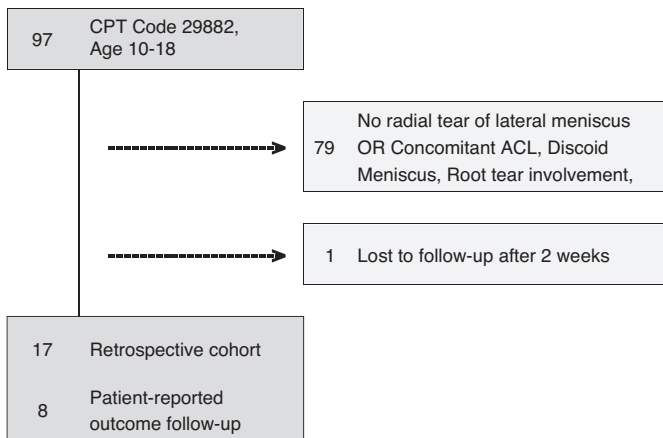 97 CPT Code 29882,
Age 10-18
No radial tear of lateral meniscus
79 OR Concomitant ACL, Discoid
Meniscus, Root tear involvement,
1 Lost to follow-up after 2 weeks
17 Retrospective cohort
8 Patient-reported
outcome follow-up